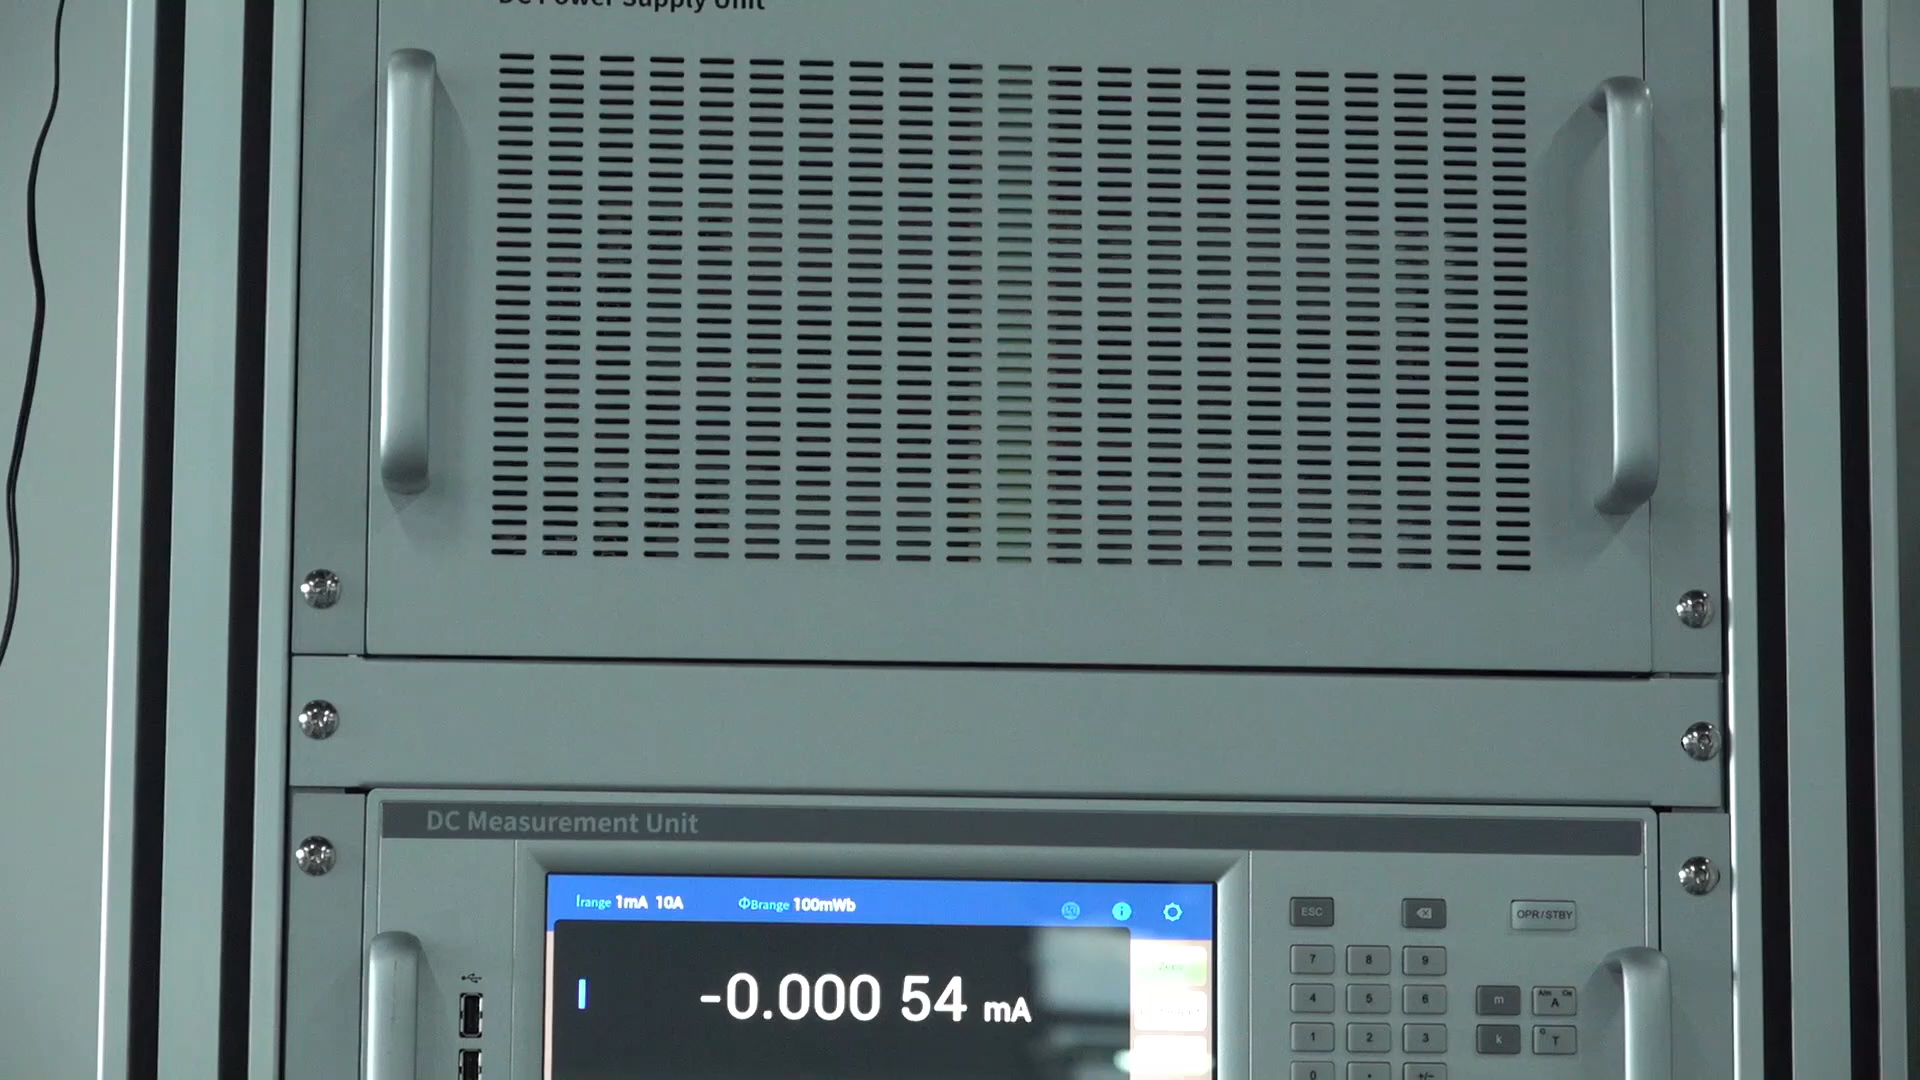 DC Power Supply Unit
DC Measurement Unit
Irange 1mA 10A
ΦBrange 100mWb
-0.000 54 mA
ESC
OPR/STBY
7 8 9
4 5 6
m
A
1 2 3
k
T
0 . +/-